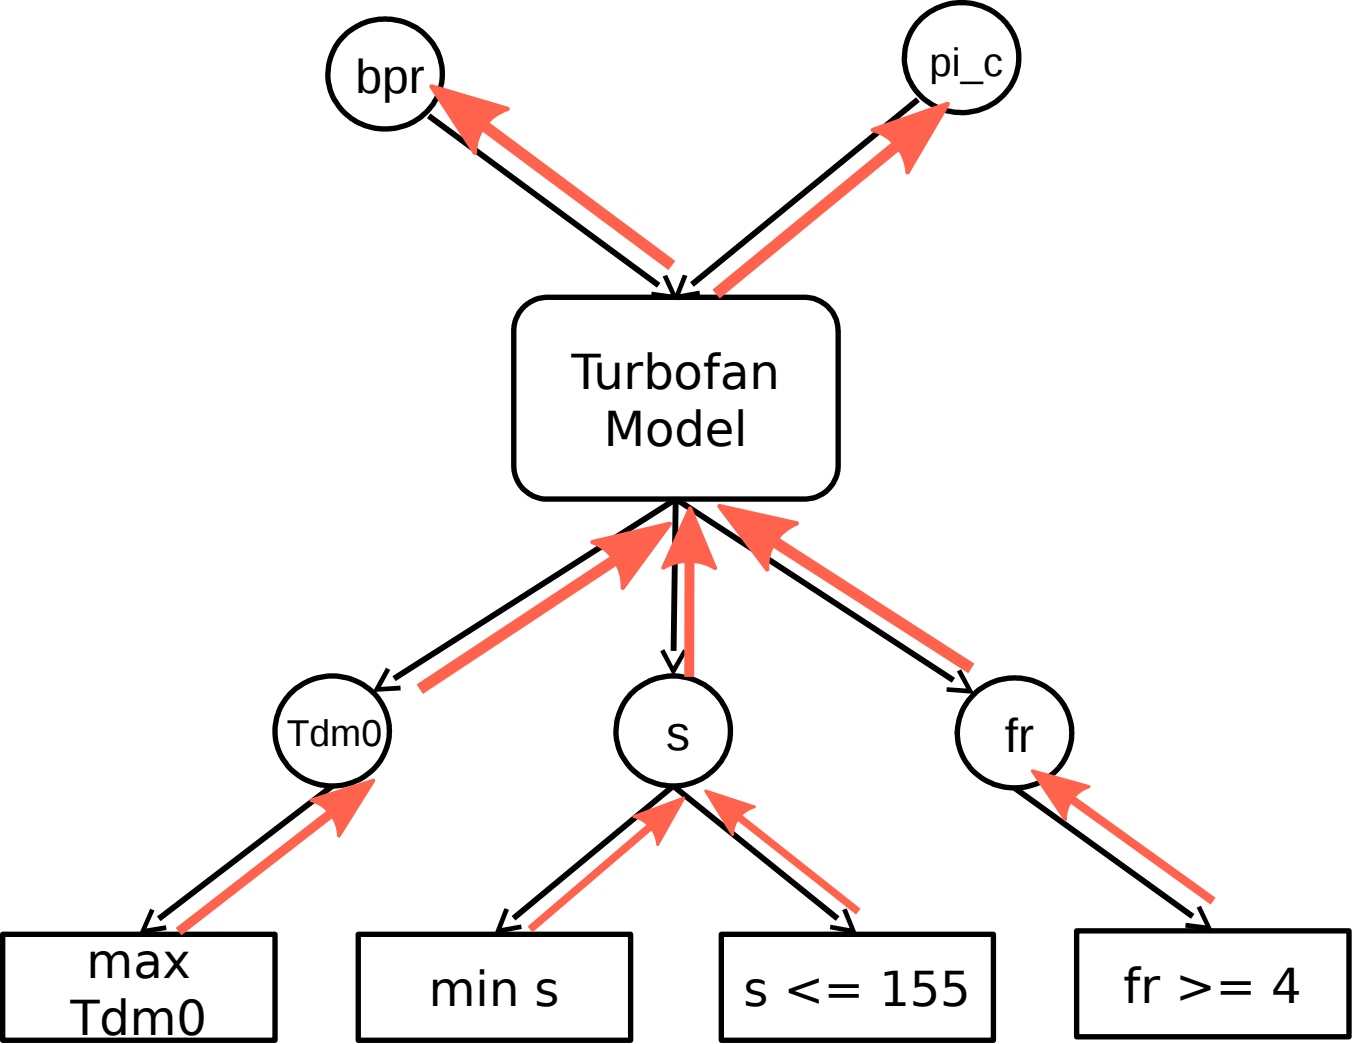 bpr
pi_c
Turbofan
Model
Tdm0
s
fr
max
Tdm0
min s
s <= 155
fr >= 4